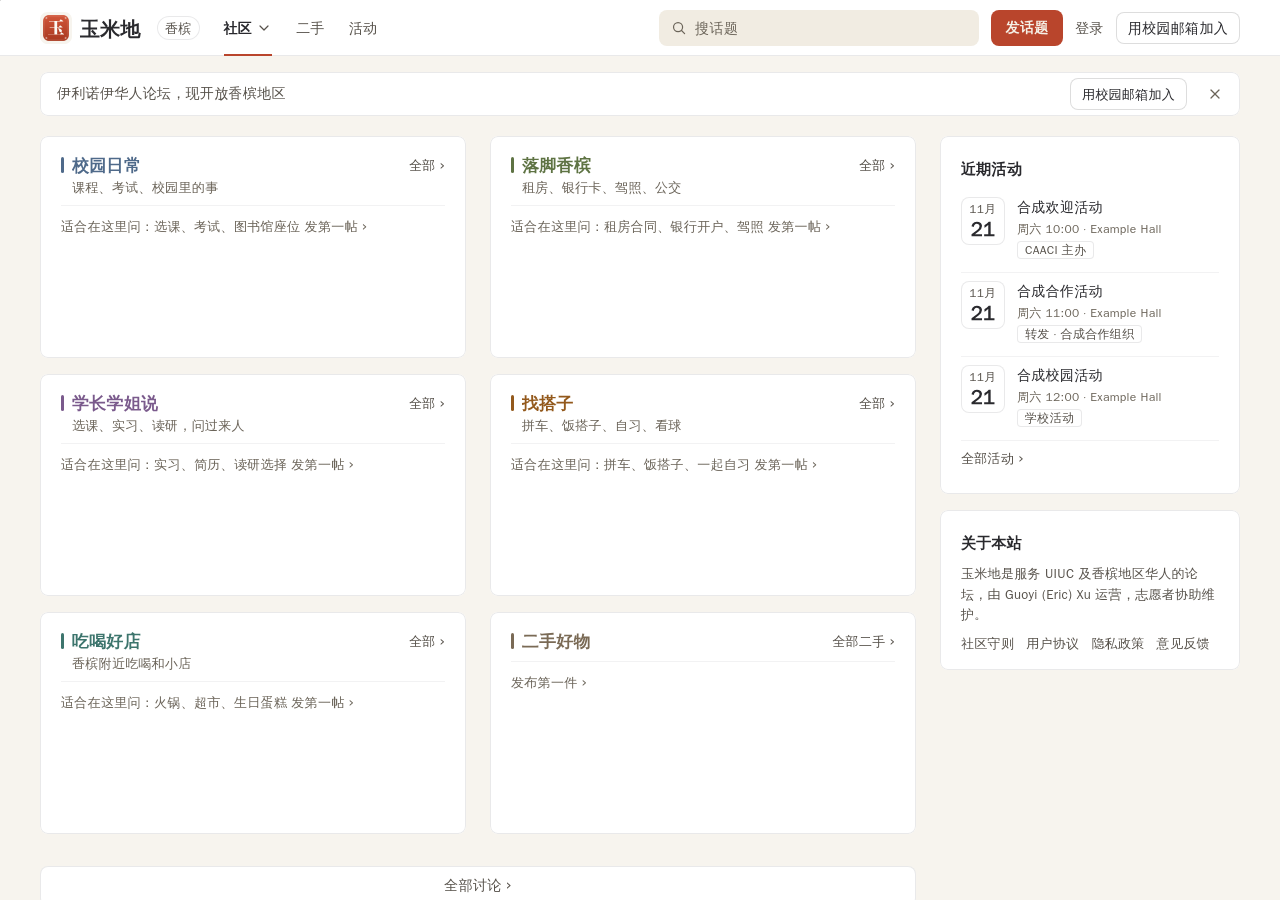 玉 玉米地 香槟 社区 二手 活动 搜话题 发话题 登录 用校园邮箱加入
伊利诺伊华人论坛，现开放香槟地区 用校园邮箱加入
校园日常 全部 ›
课程、考试、校园里的事
适合在这里问：选课、考试、图书馆座位 发第一帖 ›
落脚香槟 全部 ›
租房、银行卡、驾照、公交
适合在这里问：租房合同、银行开户、驾照 发第一帖 ›
学长学姐说 全部 ›
选课、实习、读研，问过来人
适合在这里问：实习、简历、读研选择 发第一帖 ›
找搭子 全部 ›
拼车、饭搭子、自习、看球
适合在这里问：拼车、饭搭子、一起自习 发第一帖 ›
吃喝好店 全部 ›
香槟附近吃喝和小店
适合在这里问：火锅、超市、生日蛋糕 发第一帖 ›
二手好物 全部二手 ›
发布第一件 ›
全部讨论 ›
近期活动
11月
21
合成欢迎活动
周六 10:00 · Example Hall
CAACI 主办
11月
21
合成合作活动
周六 11:00 · Example Hall
转发 · 合成合作组织
11月
21
合成校园活动
周六 12:00 · Example Hall
学校活动
全部活动 ›
关于本站
玉米地是服务 UIUC 及香槟地区华人的论
坛，由 Guoyi (Eric) Xu 运营，志愿者协助维
护。
社区守则 用户协议 隐私政策 意见反馈